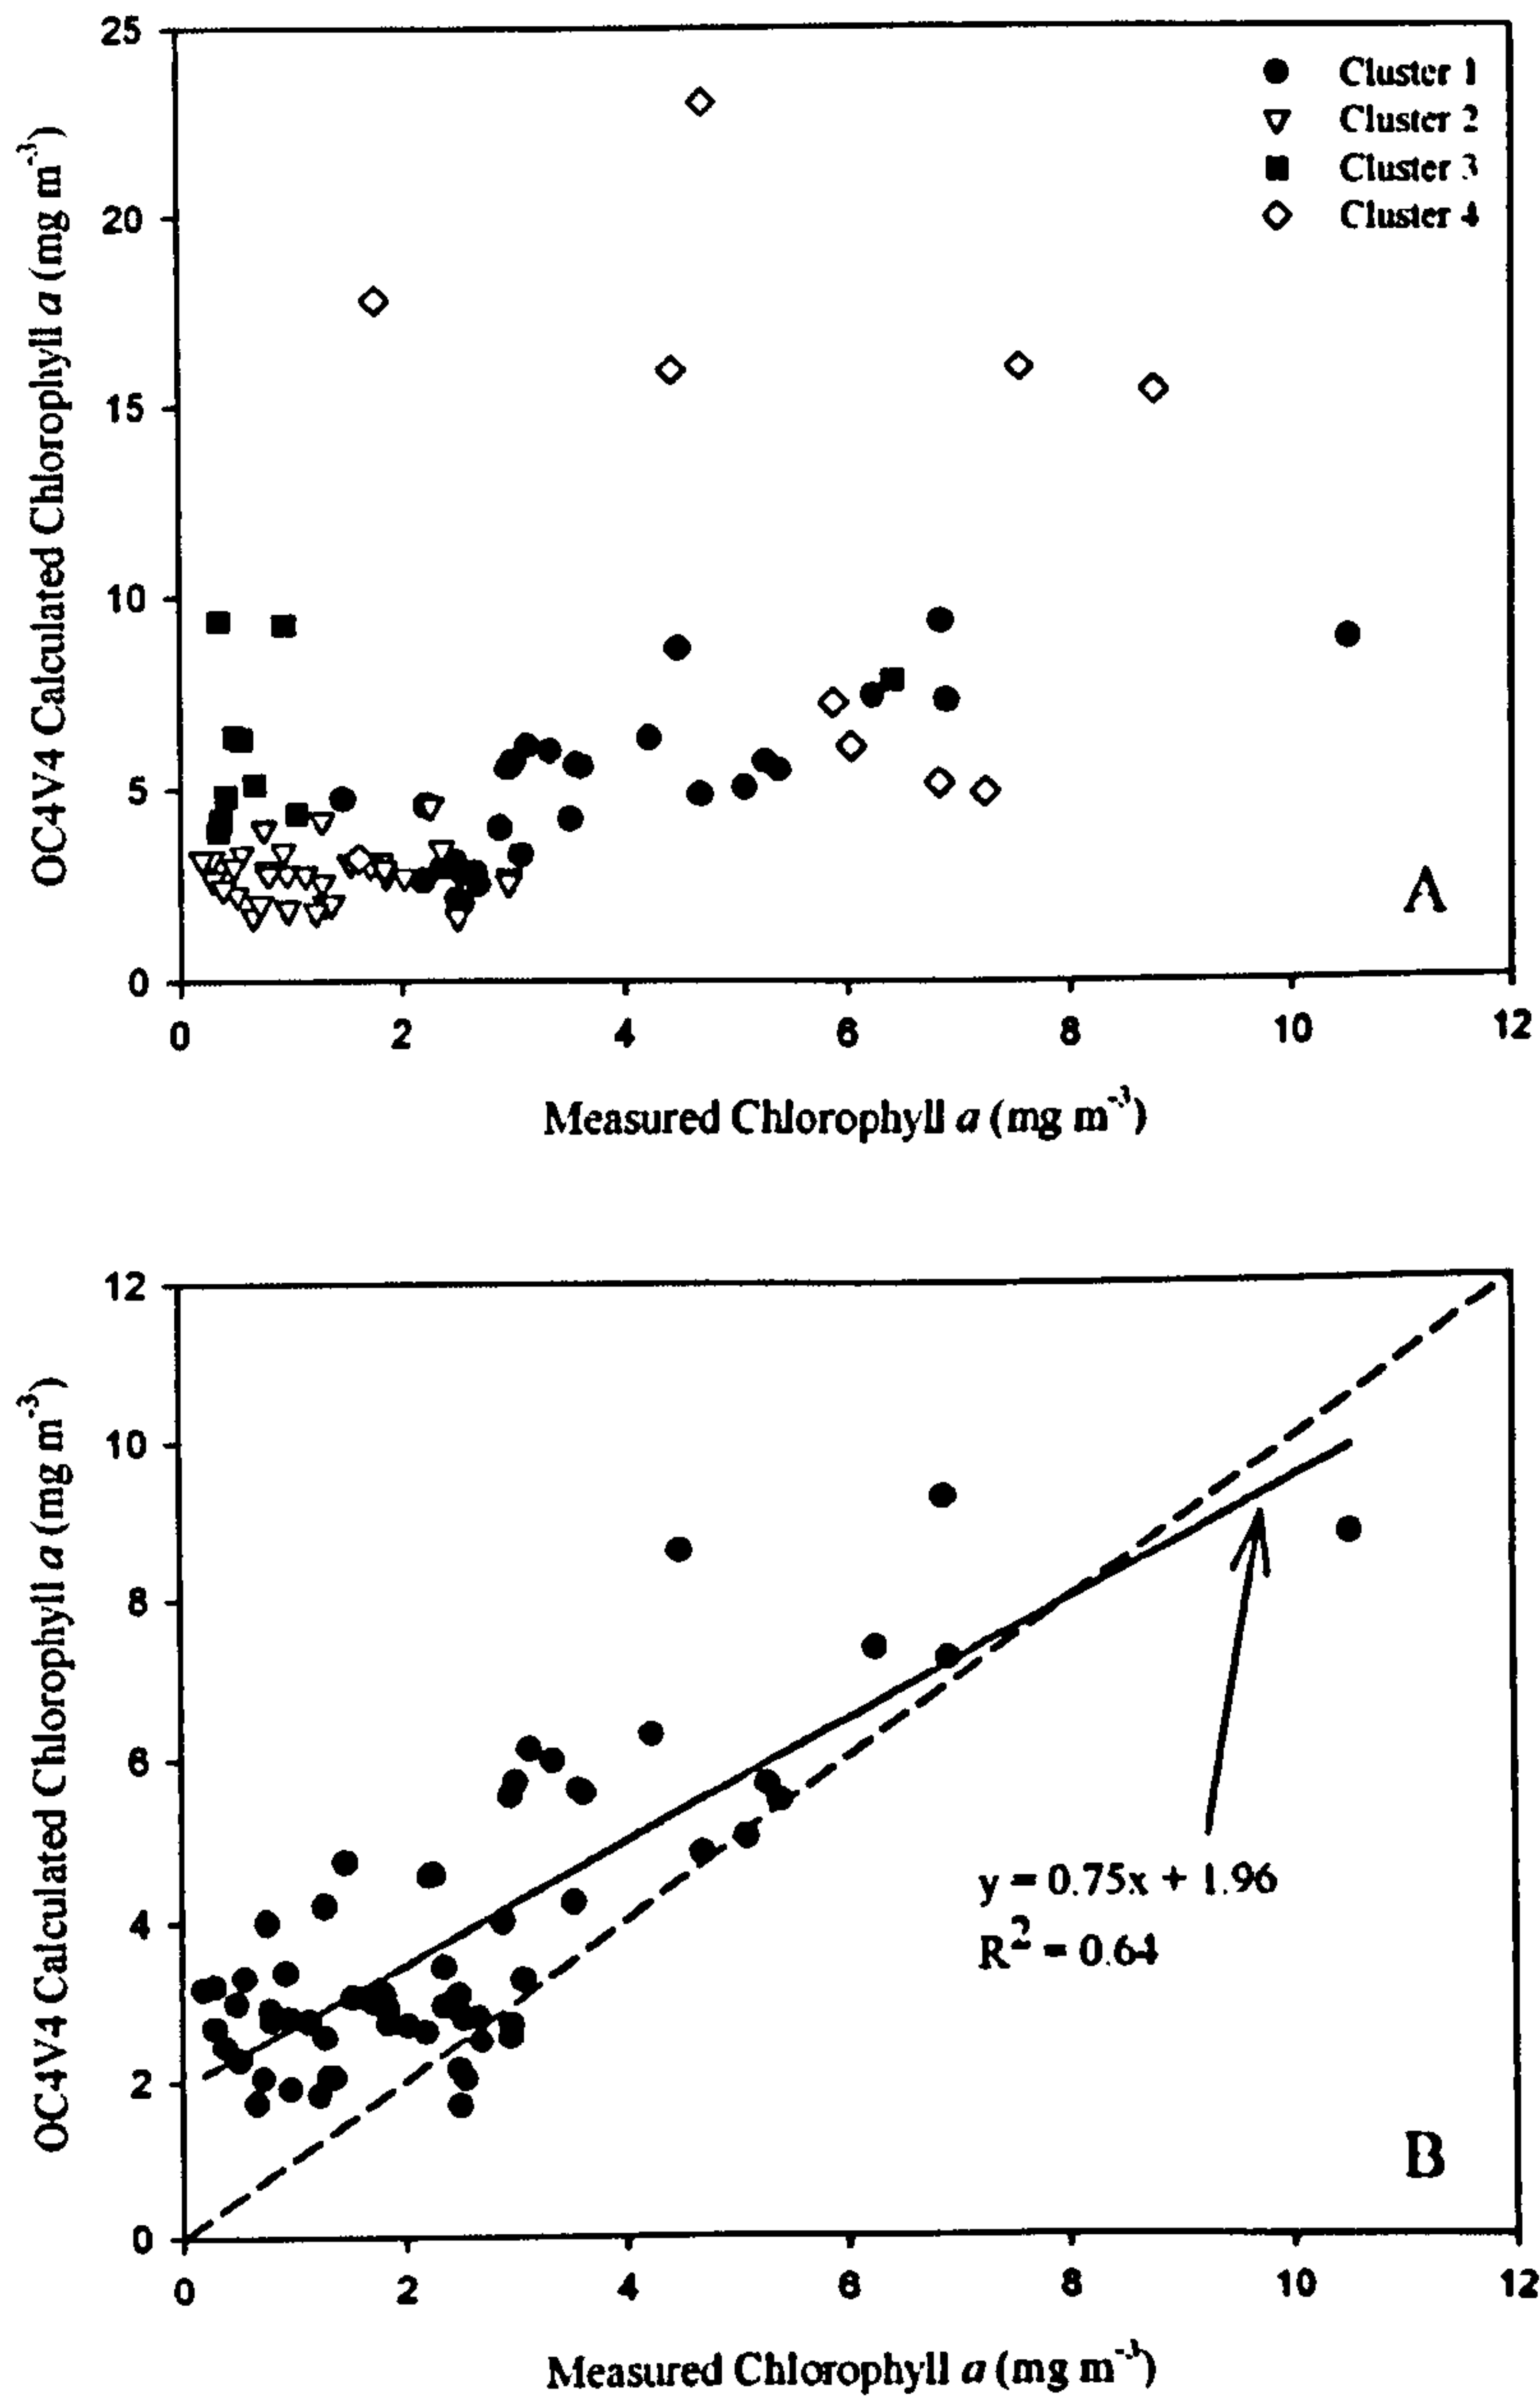 25
20
15
10
5
0
OC4V4 Calculated Chlorophyll a (mg m⁻³)
Cluster 1
Cluster 2
Cluster 3
Cluster 4
A
0 2 4 6 8 10 12
Measured Chlorophyll a (mg m⁻³)
12
10
8
6
4
2
0
OC4V4 Calculated Chlorophyll a (mg m⁻³)
y = 0.75x + 1.96
R² = 0.64
B
0 2 4 6 8 10 12
Measured Chlorophyll a (mg m⁻³)